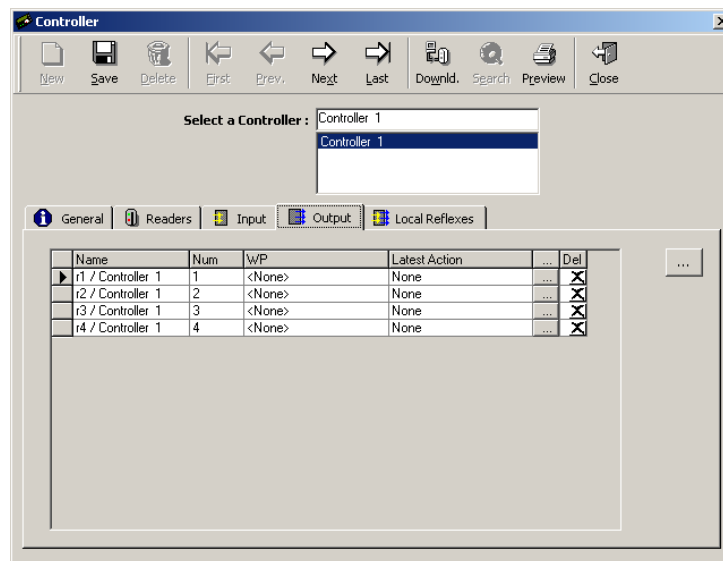 Controller
New Save Delete First Prev. Next Last Downld. Search Preview Close
Select a Controller : Controller 1
Controller 1
General Readers Input Output Local Reflexes
Name Num WP Latest Action ... Del
r1 / Controller 1 1 <None> None ... X
r2 / Controller 1 2 <None> None ... X
r3 / Controller 1 3 <None> None ... X
r4 / Controller 1 4 <None> None ... X
...